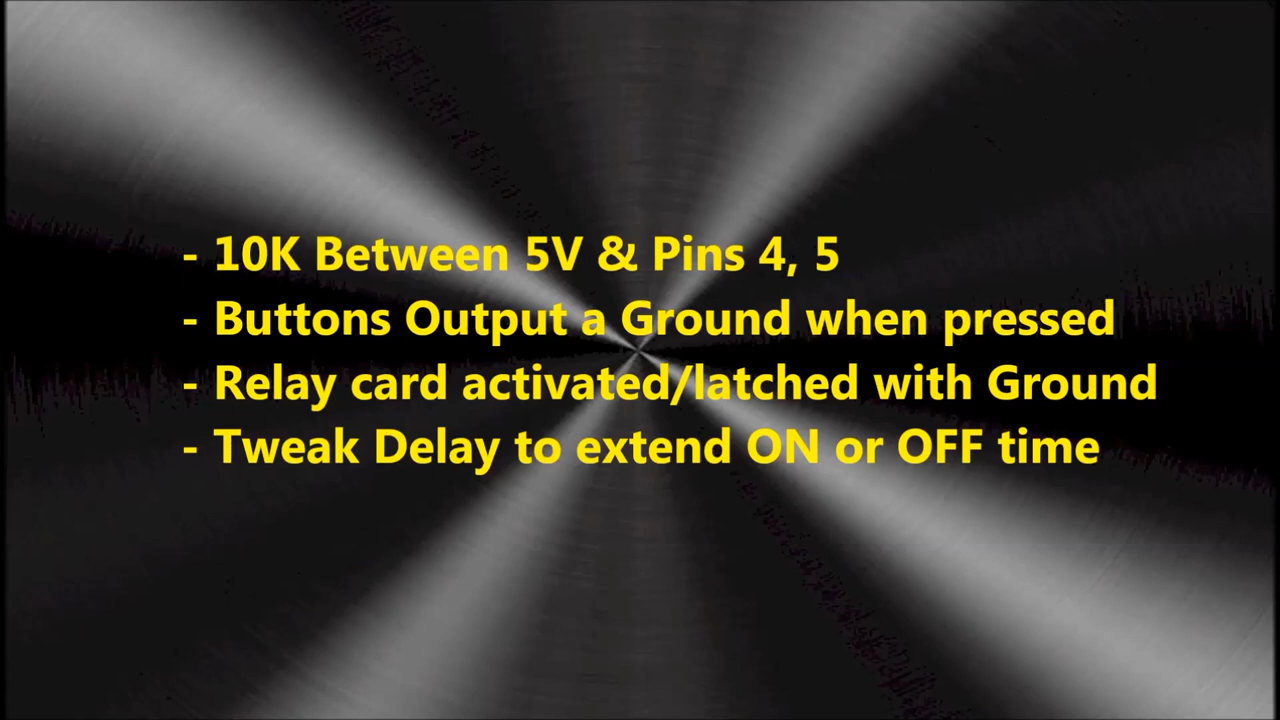 - 10K Between 5V & Pins 4, 5
- Buttons Output a Ground when pressed
- Relay card activated/latched with Ground
- Tweak Delay to extend ON or OFF time